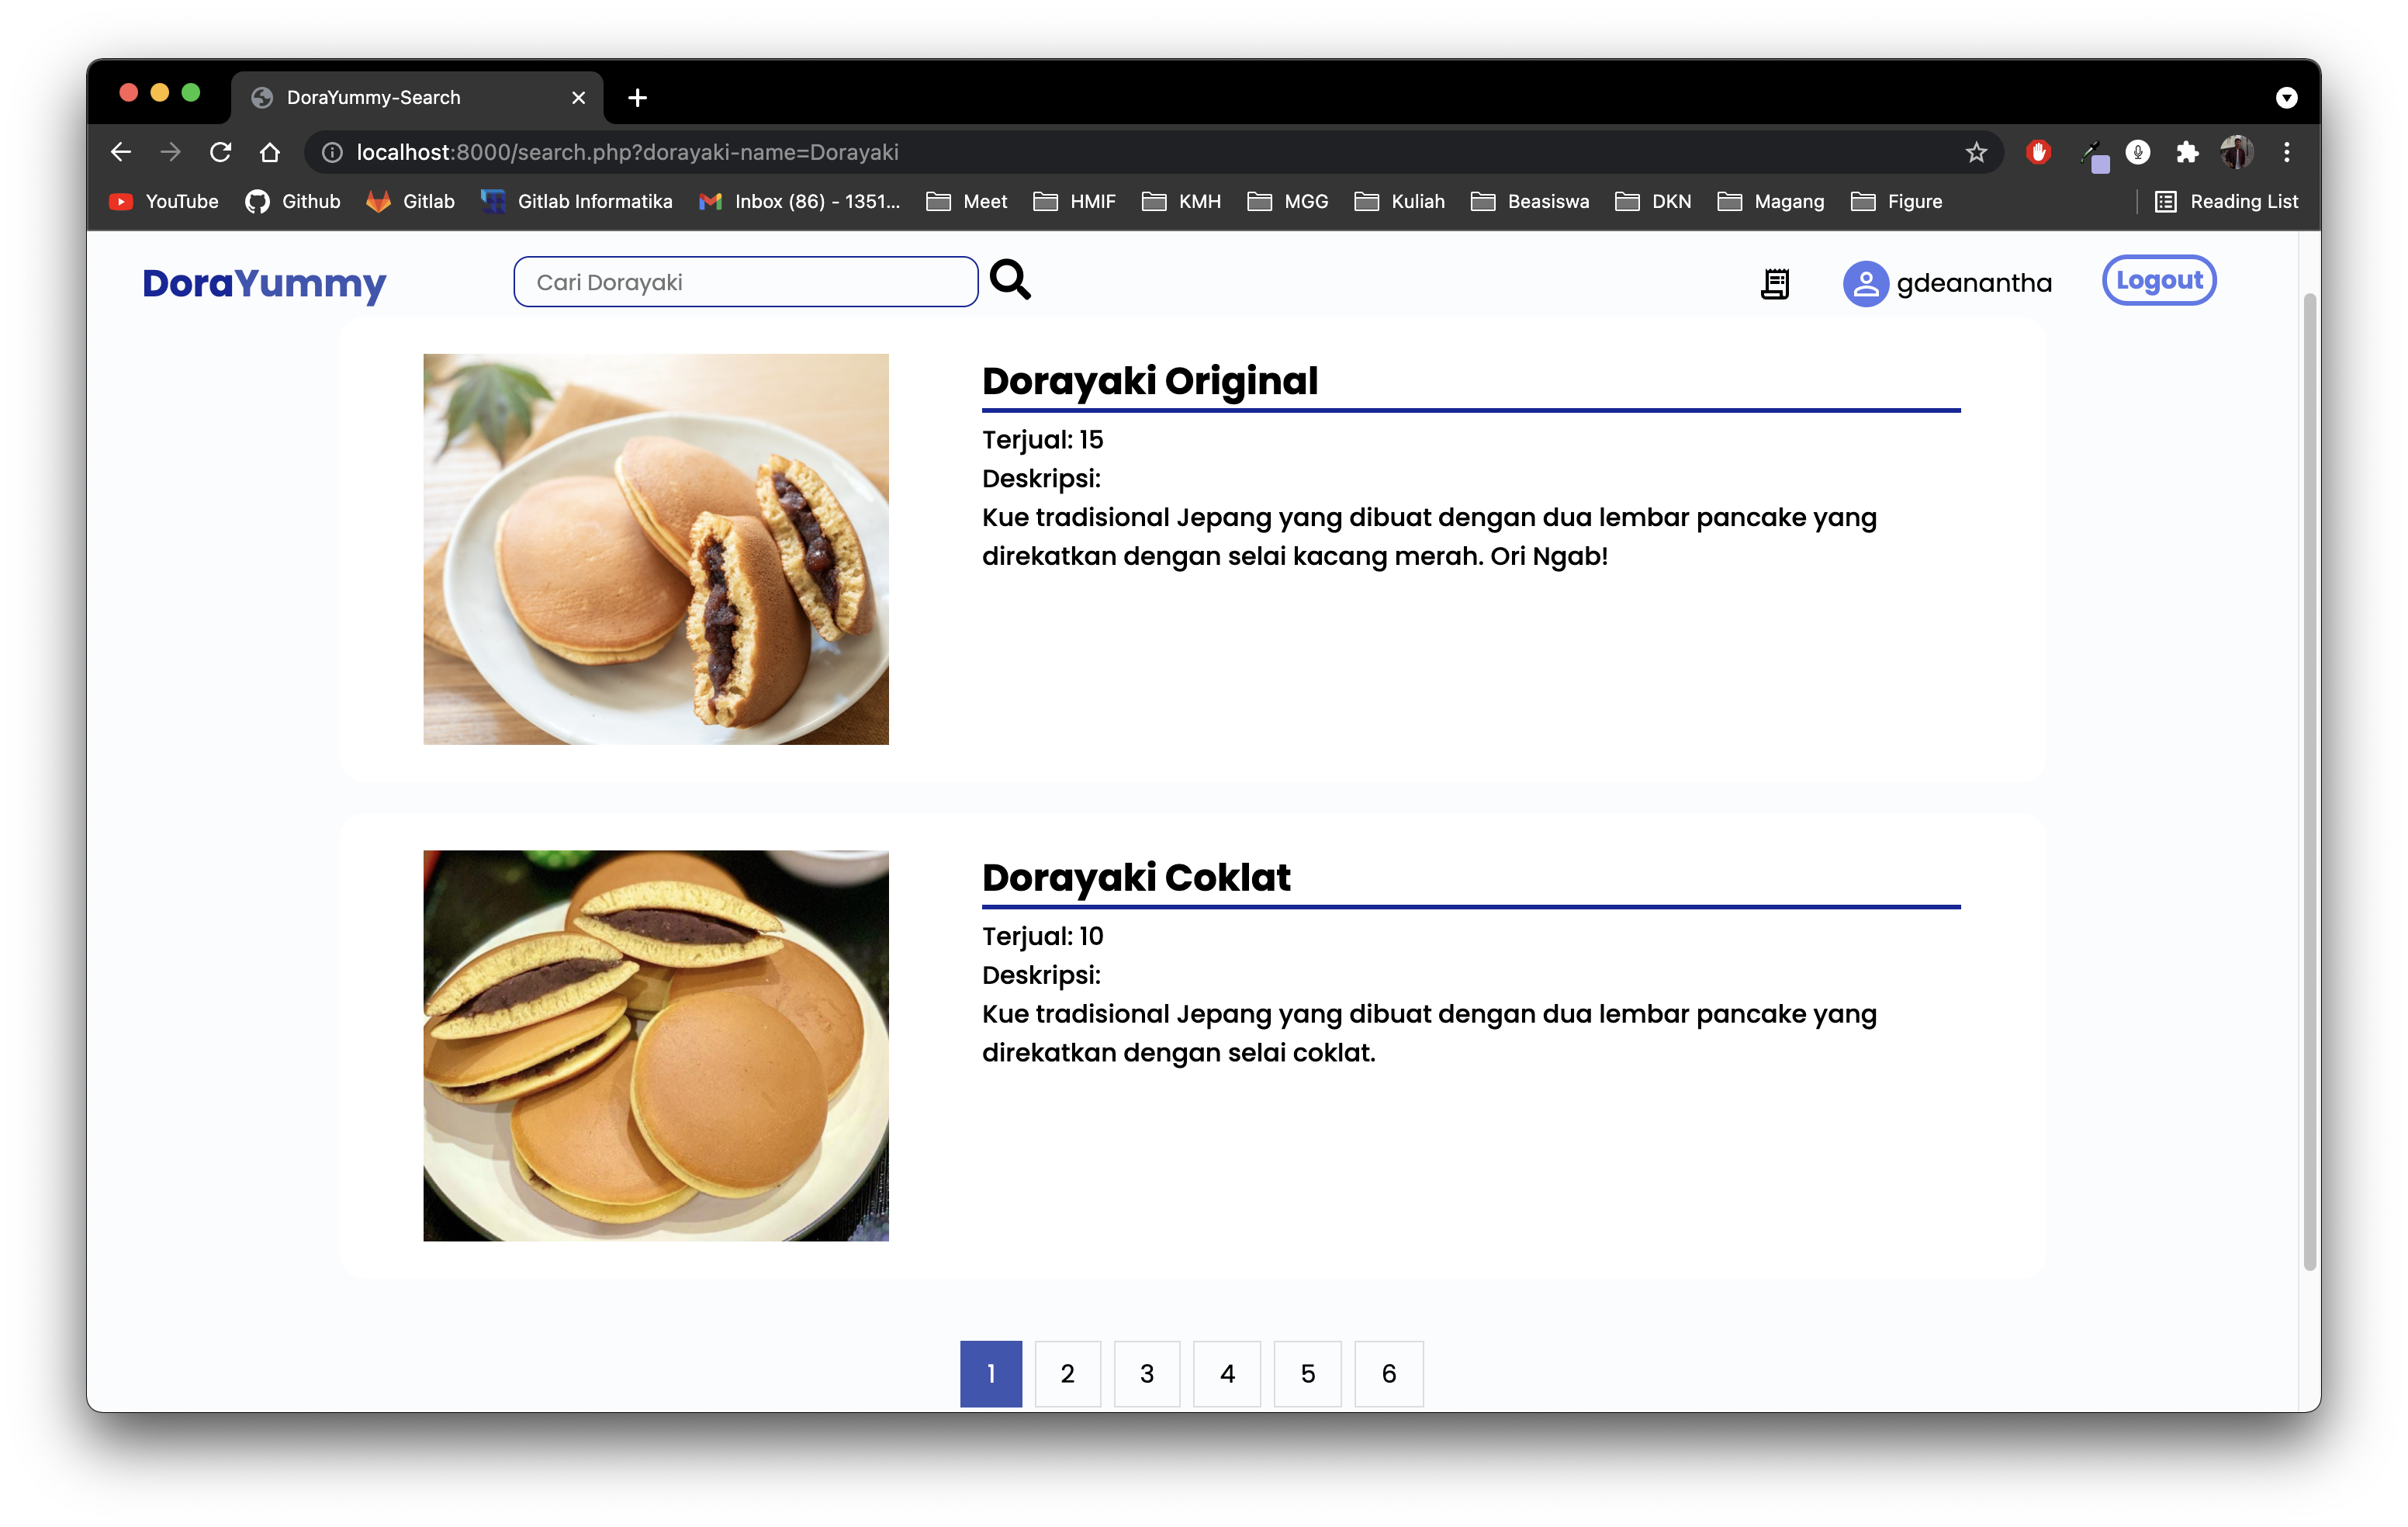 DoraYummy-Search
localhost:8000/search.php?dorayaki-name=Dorayaki
YouTube Github Gitlab Gitlab Informatika Inbox (86) - 1351... Meet HMIF KMH MGG Kuliah Beasiswa DKN Magang Figure Reading List
DoraYummy Cari Dorayaki gdeanantha Logout
Dorayaki Original
Terjual: 15
Deskripsi:
Kue tradisional Jepang yang dibuat dengan dua lembar pancake yang
direkatkan dengan selai kacang merah. Ori Ngab!
Dorayaki Coklat
Terjual: 10
Deskripsi:
Kue tradisional Jepang yang dibuat dengan dua lembar pancake yang
direkatkan dengan selai coklat.
1 2 3 4 5 6